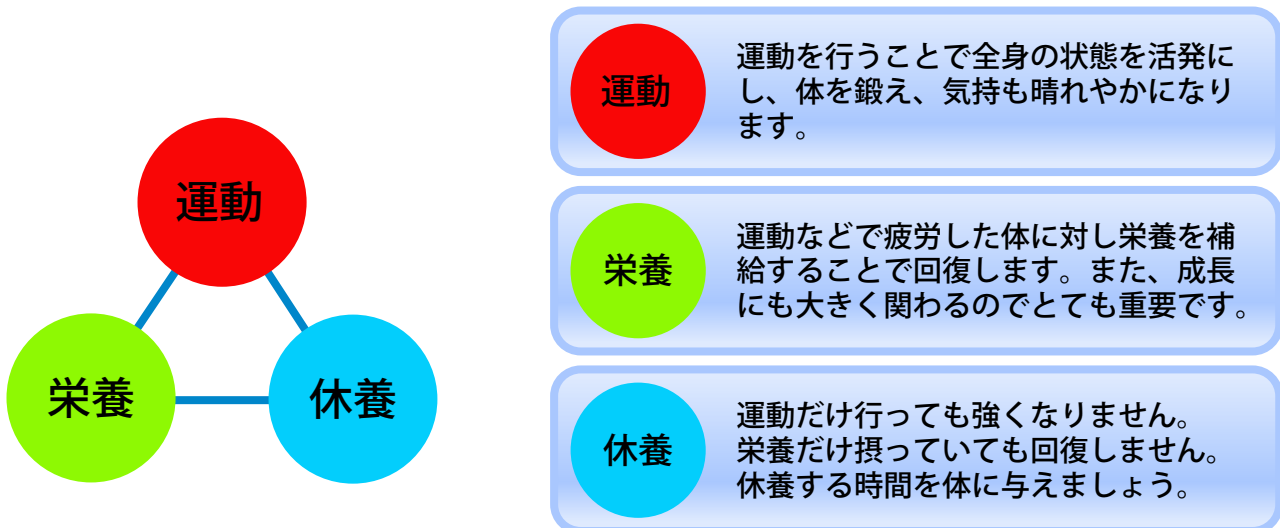 運動
栄養
休養
運動
運動を行うことで全身の状態を活発に
し、体を鍛え、気持も晴れやかになり
ます。
栄養
運動などで疲労した体に対し栄養を補
給することで回復します。また、成長
にも大きく関わるのでとても重要です。
休養
運動だけ行っても強くなりません。
栄養だけ摂っていても回復しません。
休養する時間を体に与えましょう。